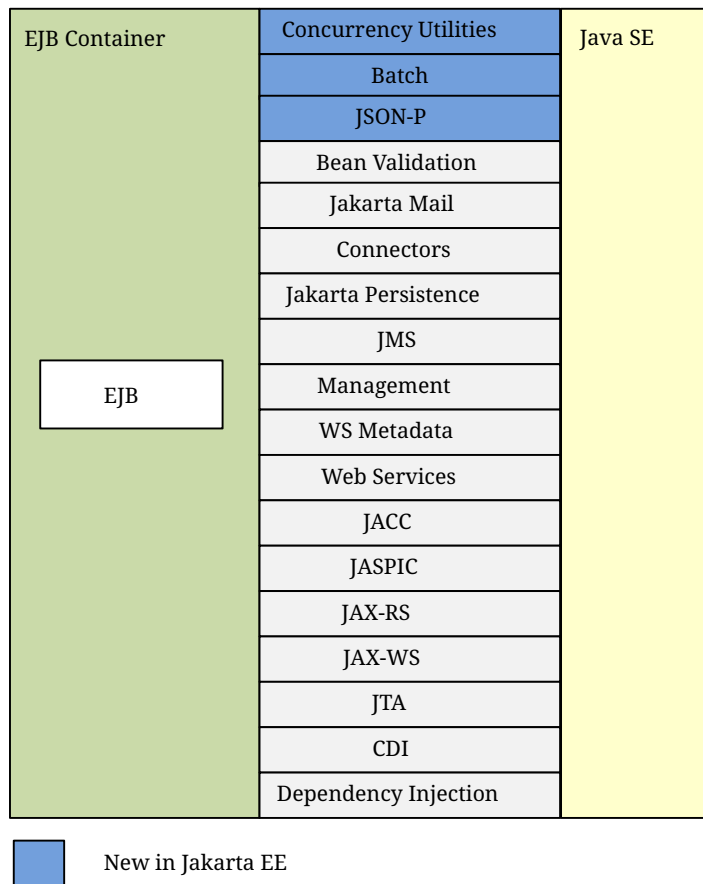 EJB Container
EJB
Concurrency Utilities
Batch
JSON-P
Bean Validation
Jakarta Mail
Connectors
Jakarta Persistence
JMS
Management
WS Metadata
Web Services
JACC
JASPIC
JAX-RS
JAX-WS
JTA
CDI
Dependency Injection
Java SE
New in Jakarta EE